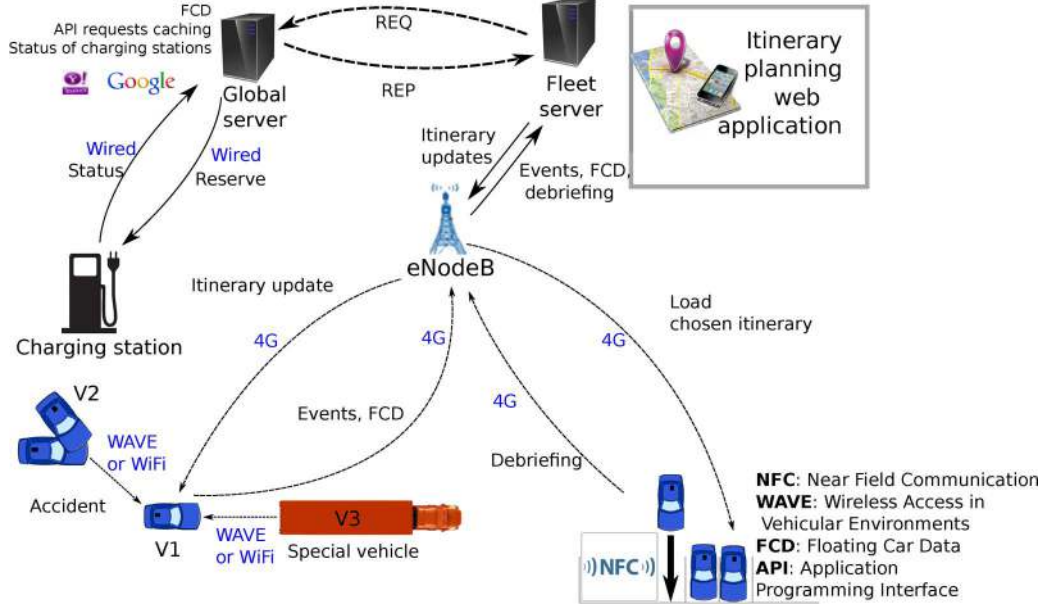 FCD
API requests caching
Status of charging stations
YAHOO!
Google
Global
server
REQ
REP
Fleet
server
Itinerary
planning
web
application
Wired
Status
Wired
Reserve
Itinerary
updates
Events, FCD,
debriefing
eNodeB
Charging station
Itinerary update
Load
chosen itinerary
4G
4G
4G
4G
V2
Events, FCD
WAVE
or WiFi
Debriefing
Accident
V1
WAVE
or WiFi
V3
Special vehicle
NFC
NFC: Near Field Communication
WAVE: Wireless Access in
Vehicular Environments
FCD: Floating Car Data
API: Application
Programming Interface